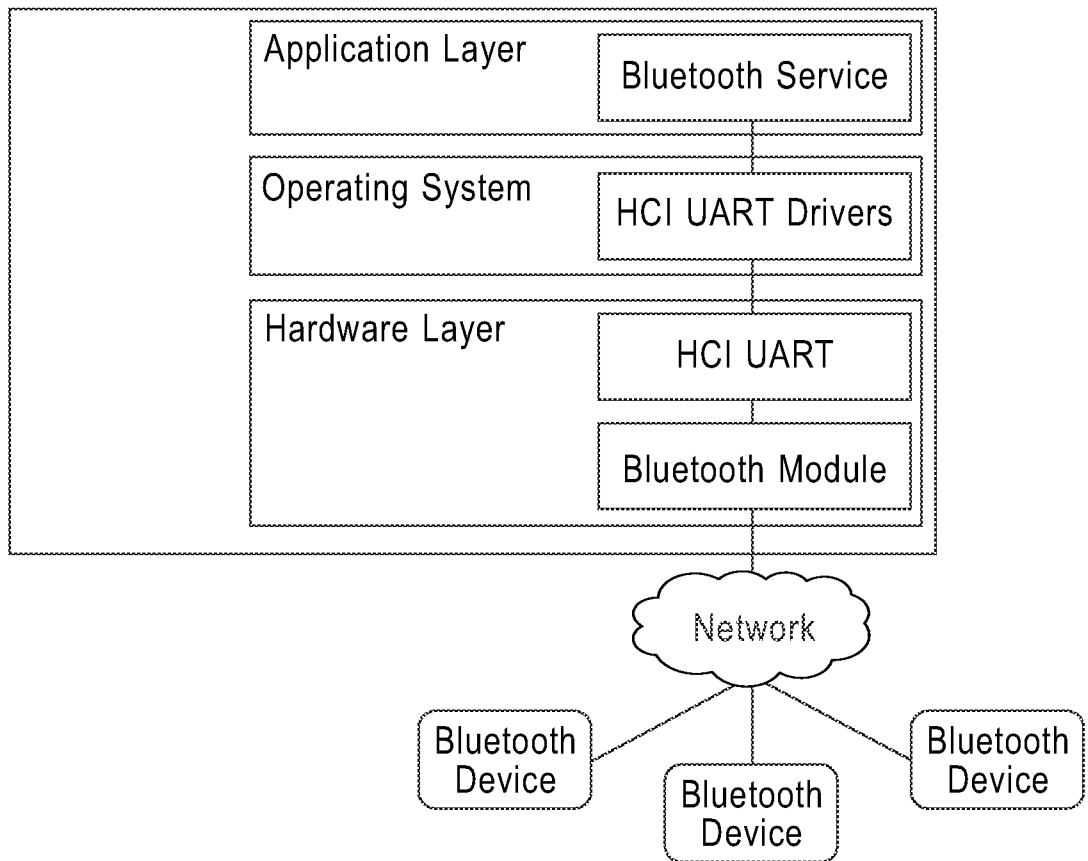 Application Layer
Bluetooth Service
Operating System
HCI UART Drivers
Hardware Layer
HCI UART
Bluetooth Module
Network
Bluetooth
Device
Bluetooth
Device
Bluetooth
Device